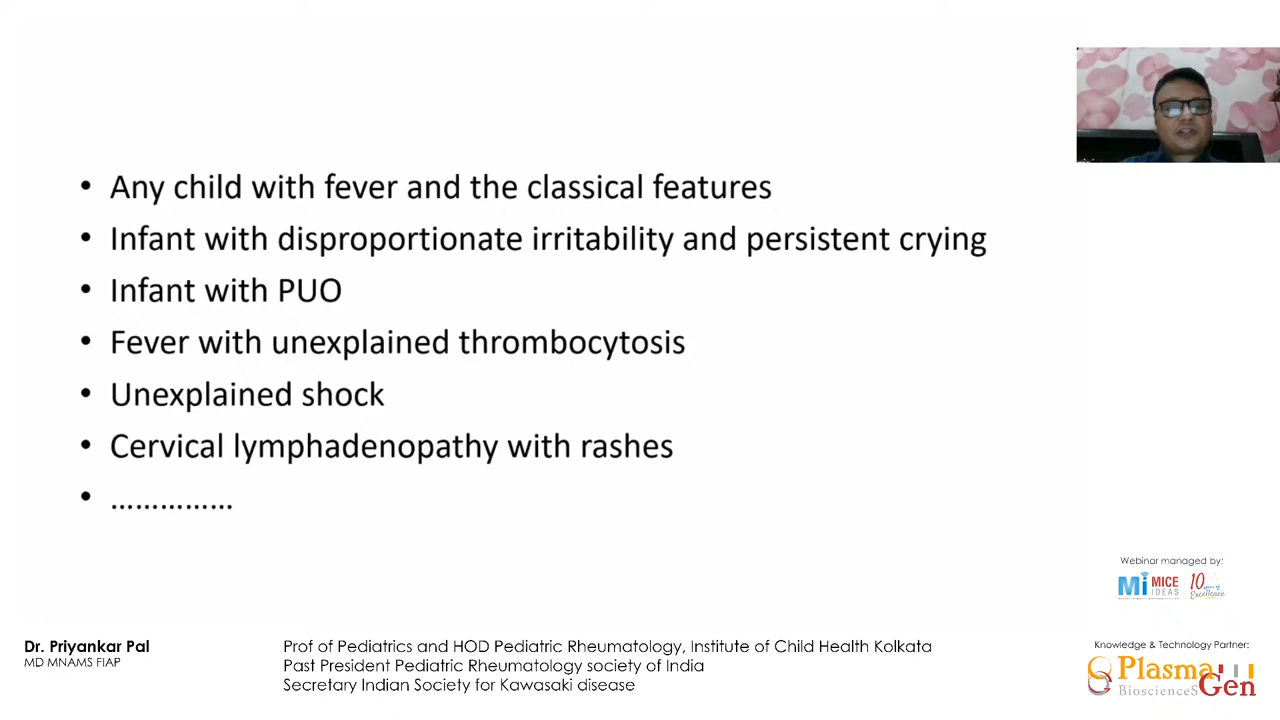 • Any child with fever and the classical features
• Infant with disproportionate irritability and persistent crying
• Infant with PUO
• Fever with unexplained thrombocytosis
• Unexplained shock
• Cervical lymphadenopathy with rashes
• ……………
Webinar managed by:
Mi MICE IDEAS 10 years of Excellence
Dr. Priyankar Pal
MD MNAMS FIAP
Prof of Pediatrics and HOD Pediatric Rheumatology, Institute of Child Health Kolkata
Past President Pediatric Rheumatology society of India
Secretary Indian Society for Kawasaki disease
Knowledge & Technology Partner:
Plasma
BioscienceS Gen